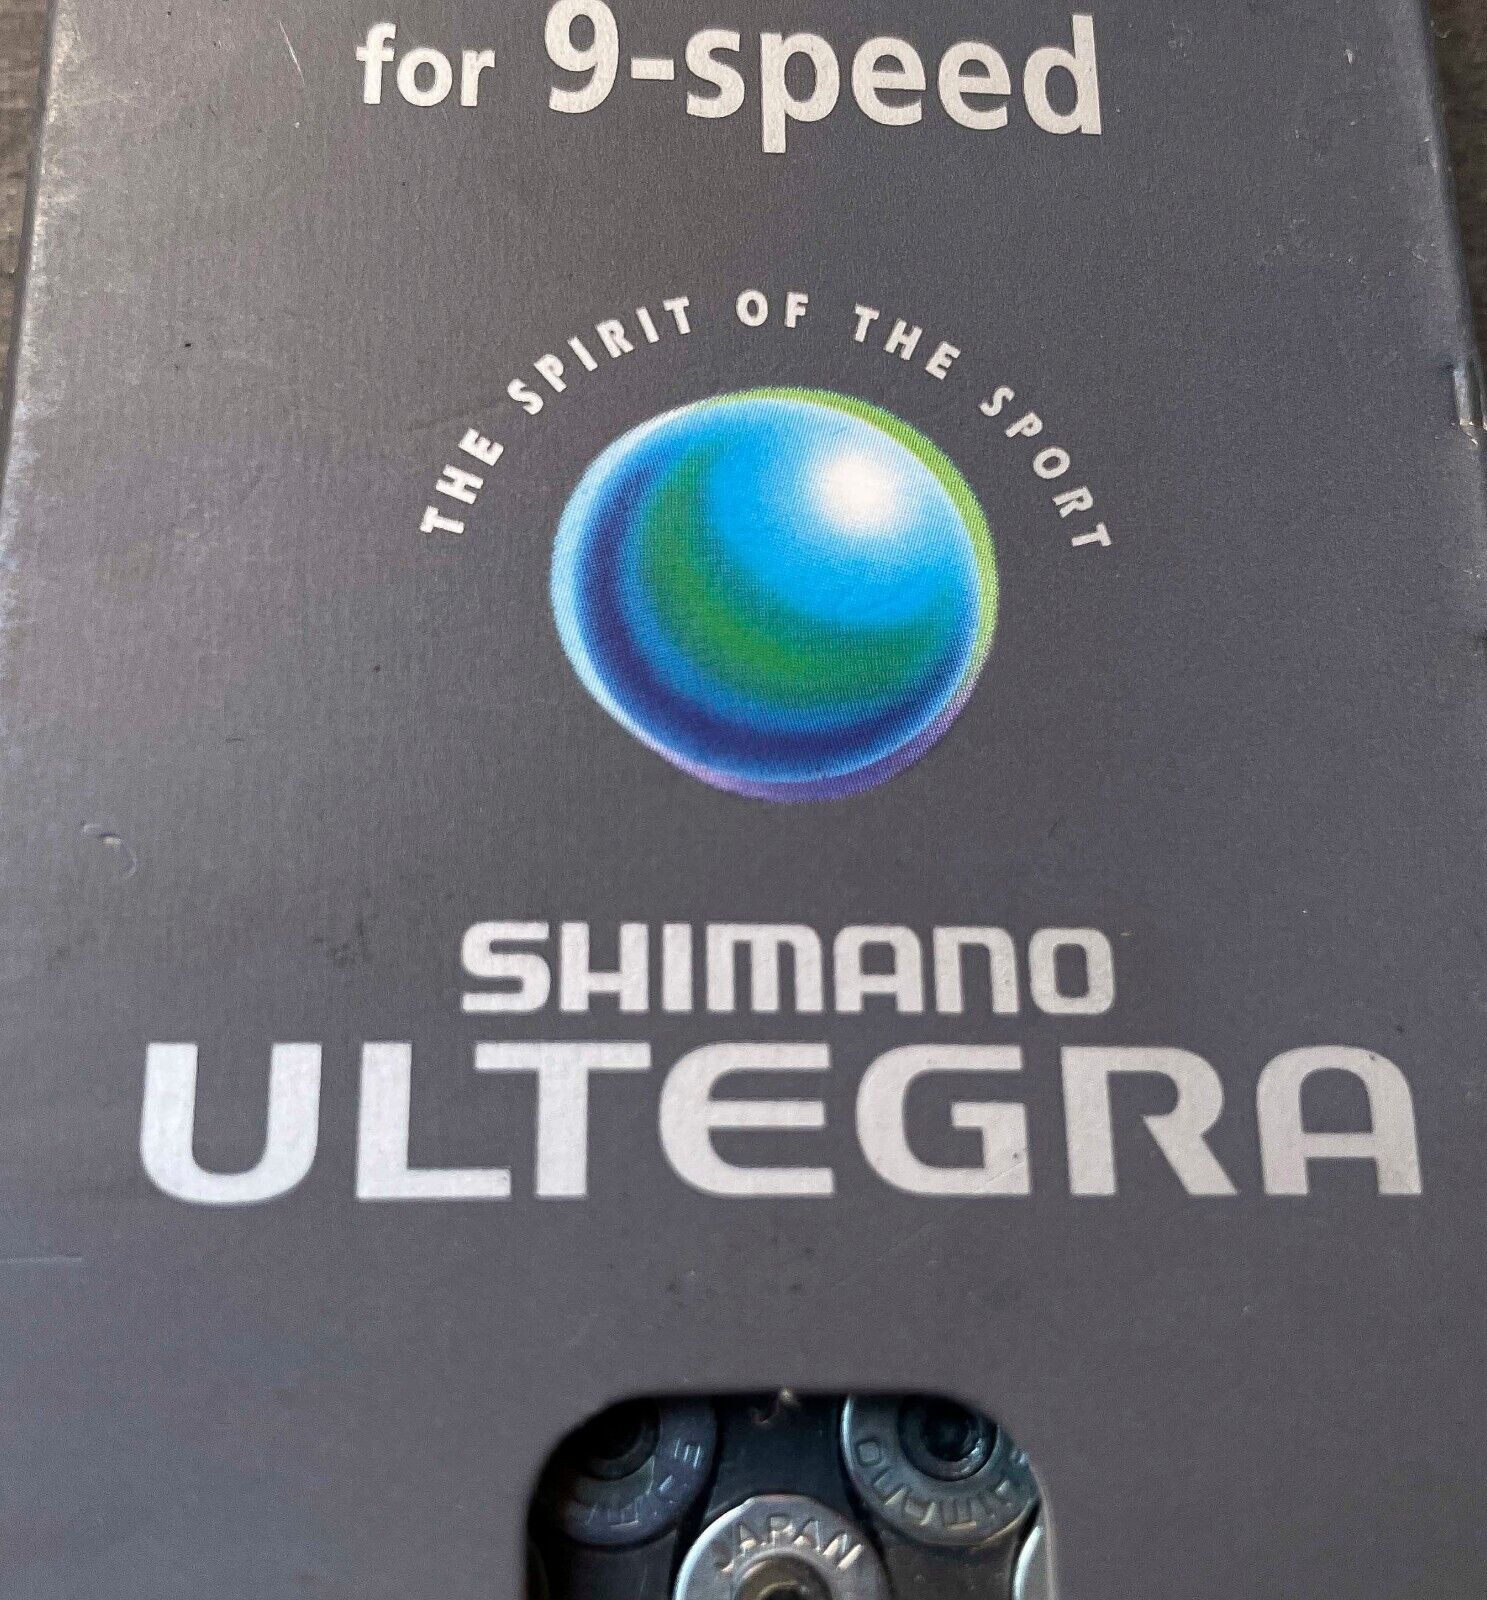 for 9-speed
THE SPIRIT OF THE SPORT
SHIMANO
ULTEGRA
JAPAN